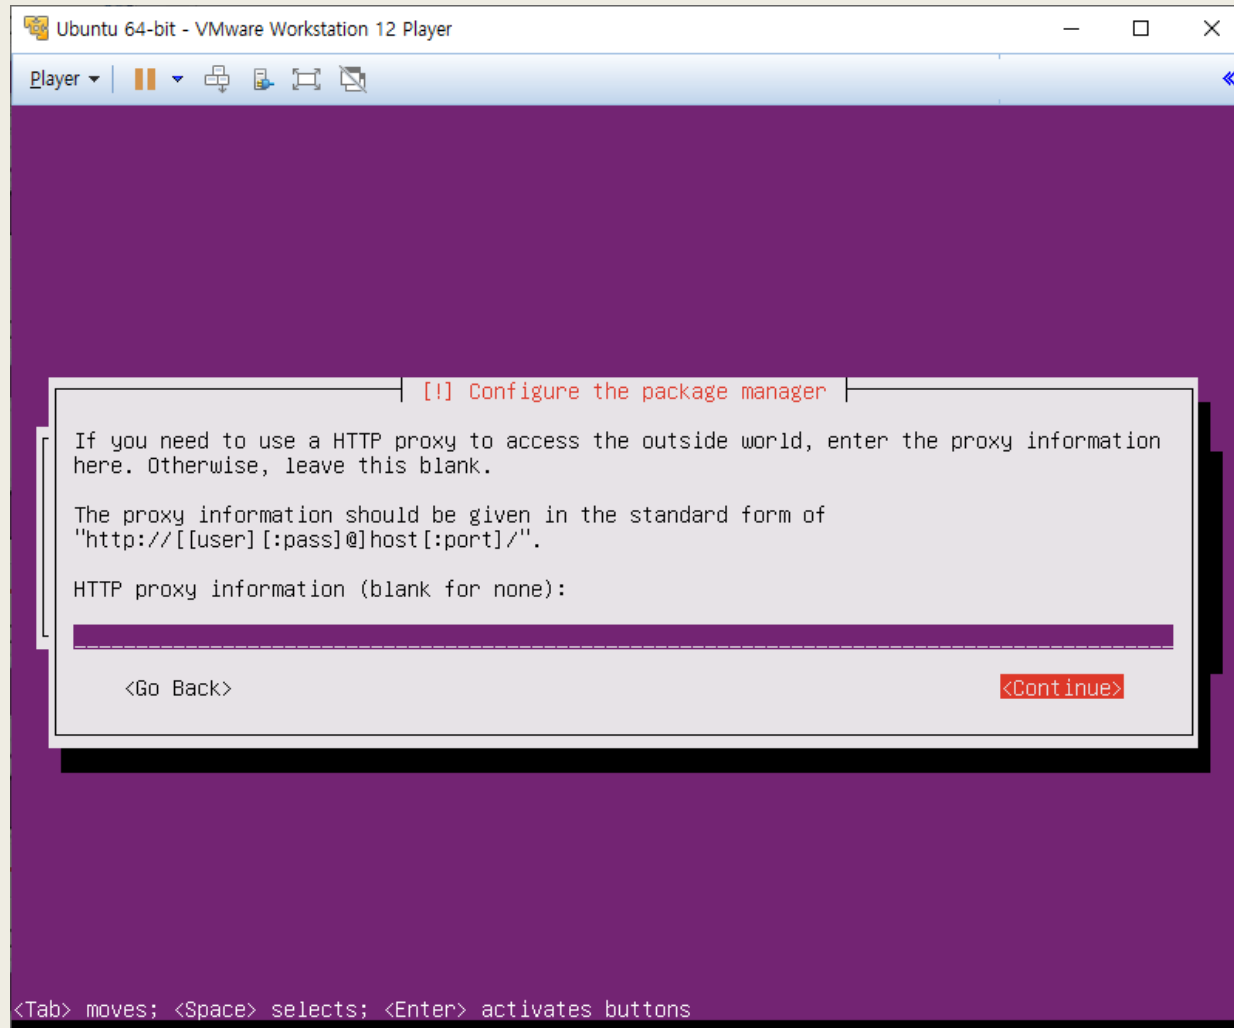 Ubuntu 64-bit - VMware Workstation 12 Player
Player
[!] Configure the package manager
If you need to use a HTTP proxy to access the outside world, enter the proxy information
here. Otherwise, leave this blank.
The proxy information should be given in the standard form of
"http://[[user][:pass]@]host[:port]/".
HTTP proxy information (blank for none):
<Go Back> <Continue>
<Tab> moves; <Space> selects; <Enter> activates buttons